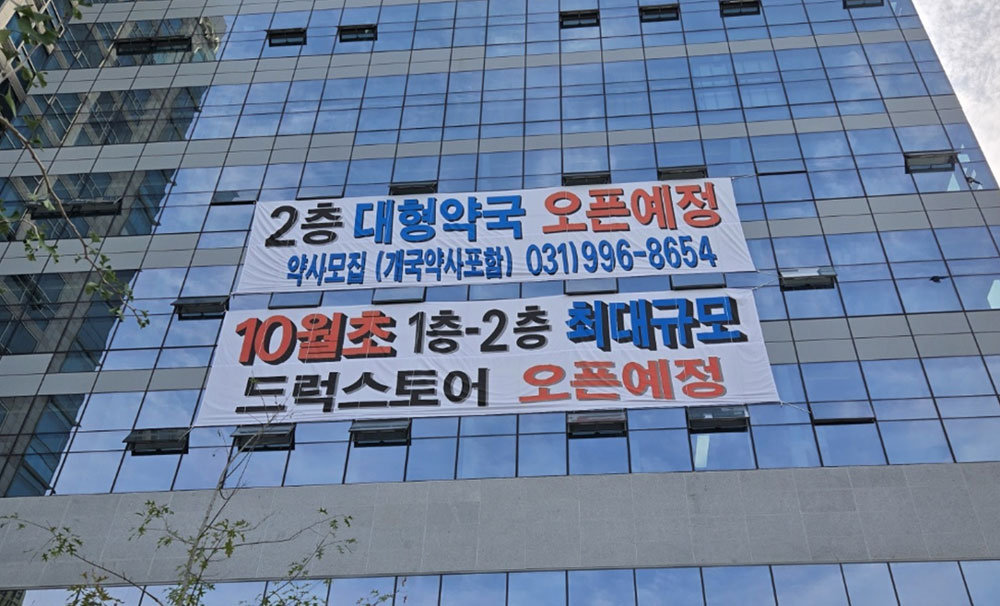 2층 대형약국 오픈예정
약사모집 (개국약사포함) 031)996-8654
10월초 1층-2층 최대규모
드럭스토어 오픈예정